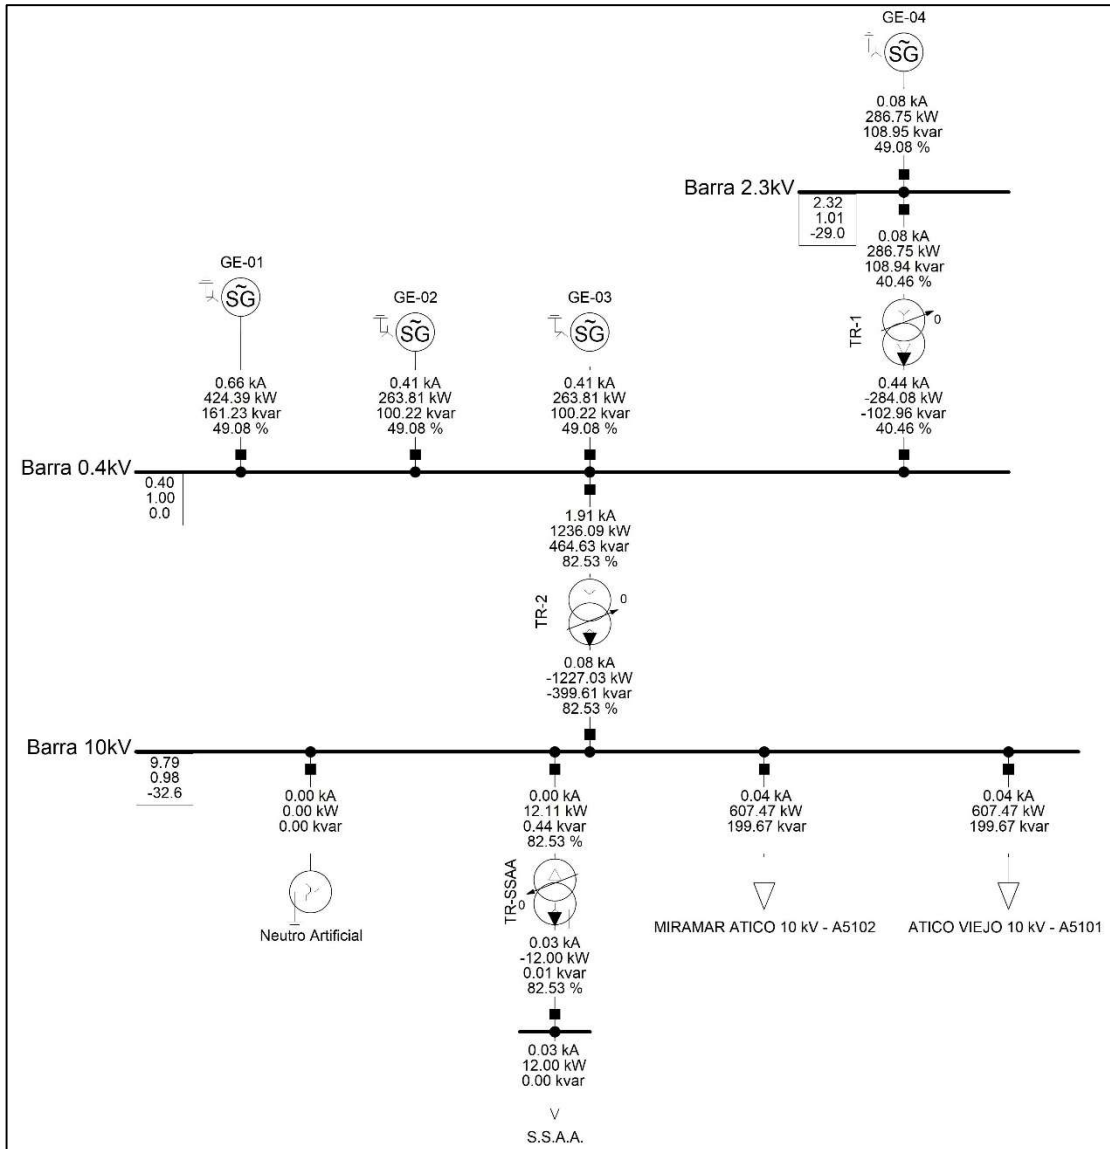 GE-04
SG
0.08 kA
286.75 kW
108.95 kvar
49.08 %
Barra 2.3kV
2.32
1.01
-29.0
0.08 kA
286.75 kW
108.94 kvar
40.46 %
TR-1
0
0.44 kA
-284.08 kW
-102.96 kvar
40.46 %
GE-01
SG
0.66 kA
424.39 kW
161.23 kvar
49.08 %
GE-02
SG
0.41 kA
263.81 kW
100.22 kvar
49.08 %
GE-03
SG
0.41 kA
263.81 kW
100.22 kvar
49.08 %
Barra 0.4kV
0.40
1.00
0.0
1.91 kA
1236.09 kW
464.63 kvar
82.53 %
TR-2
0
0.08 kA
-1227.03 kW
-399.61 kvar
82.53 %
Barra 10kV
9.79
0.98
-32.6
0.00 kA
0.00 kW
0.00 kvar
Neutro Artificial
0.00 kA
12.11 kW
0.44 kvar
82.53 %
TR-SSAA
0
0.03 kA
-12.00 kW
0.01 kvar
82.53 %
0.03 kA
12.00 kW
0.00 kvar
S.S.A.A.
0.04 kA
607.47 kW
199.67 kvar
MIRAMAR ATICO 10 kV - A5102
0.04 kA
607.47 kW
199.67 kvar
ATICO VIEJO 10 kV - A5101